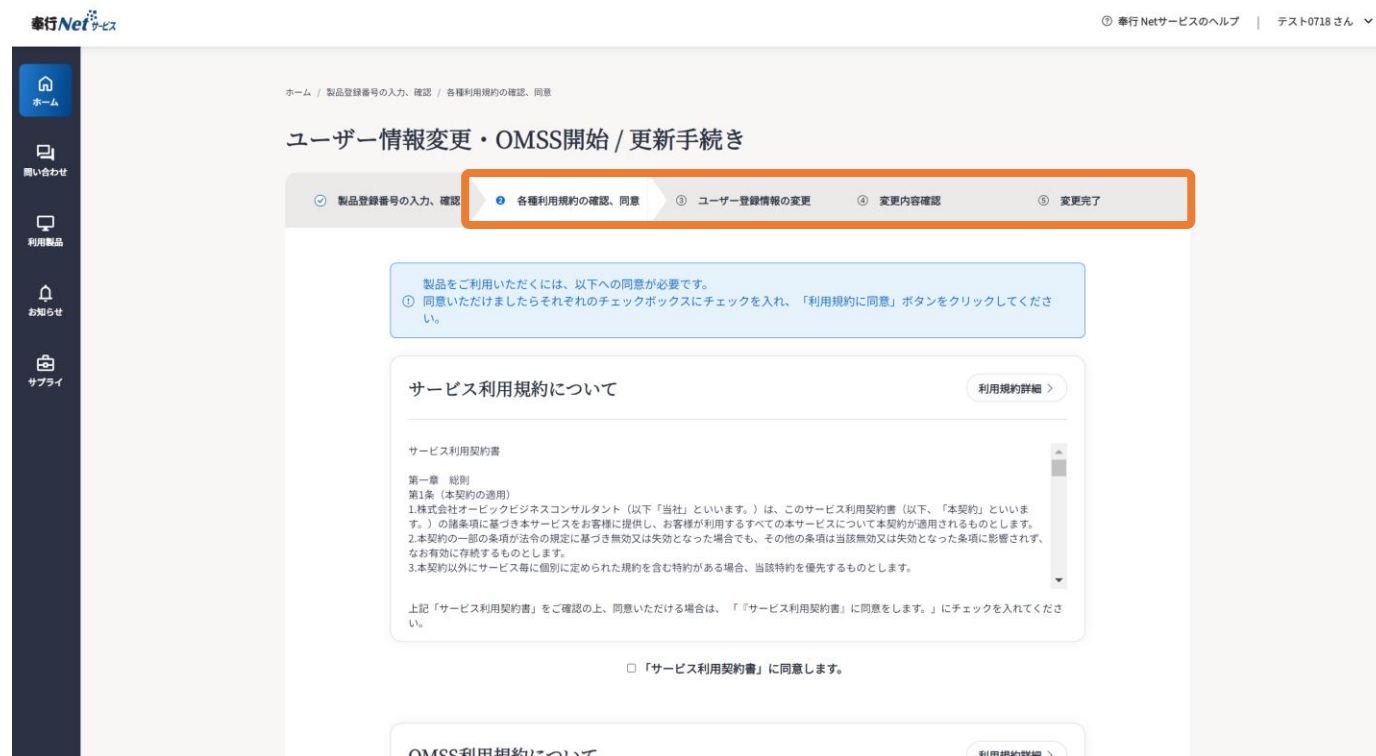 奉行Netサービス
奉行 Netサービスのヘルプ | テスト0718 さん
ホーム
問い合わせ
利用製品
お知らせ
サプライ
ホーム / 製品登録番号の入力、確認 / 各種利用規約の確認、同意
ユーザー情報変更・OMSS開始 / 更新手続き
製品登録番号の入力、確認 ❷ 各種利用規約の確認、同意 ③ ユーザー登録情報の変更 ④ 変更内容確認 ⑤ 変更完了
製品をご利用いただくには、以下への同意が必要です。
同意いただけましたらそれぞれのチェックボックスにチェックを入れ、「利用規約に同意」ボタンをクリックしてくださ
い。
サービス利用規約について
利用規約詳細
サービス利用契約書
第一章 総則
第1条（本契約の適用）
1.株式会社オービックビジネスコンサルタント（以下「当社」といいます。）は、このサービス利用契約書（以下、「本契約」といいま
す。）の諸条項に基づき本サービスをお客様に提供し、お客様が利用するすべての本サービスについて本契約が適用されるものとします。
2.本契約の一部の条項が法令の規定に基づき無効又は失効となった場合でも、その他の条項は当該無効又は失効となった条項に影響されず、
なお有効に存続するものとします。
3.本契約以外にサービス毎に個別に定められた規約を含む特約がある場合、当該特約を優先するものとします。
上記「サービス利用契約書」をご確認の上、同意いただける場合は、「『サービス利用契約書』に同意をします。」にチェックを入れてくださ
い。
「サービス利用契約書」に同意します。
OMSS利用規約について
利用規約詳細